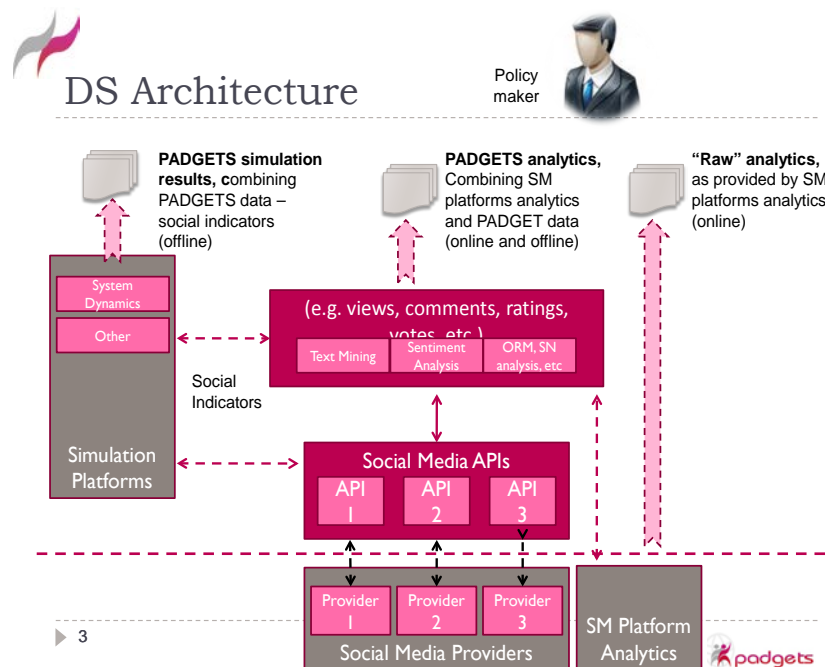 DS Architecture
Policy
maker
PADGETS simulation
results, combining
PADGETS data –
social indicators
(offline)
PADGETS analytics,
Combining SM
platforms analytics
and PADGET data
(online and offline)
“Raw” analytics,
as provided by SM
platforms analytics
(online)
System
Dynamics
Other
Simulation
Platforms
Social
Indicators
(e.g. views, comments, ratings,
votes, etc.)
Text Mining
Sentiment
Analysis
ORM, SN
analysis, etc
Social Media APIs
API
1
API
2
API
3
Provider
1
Provider
2
Provider
3
Social Media Providers
SM Platform
Analytics
3
padgets